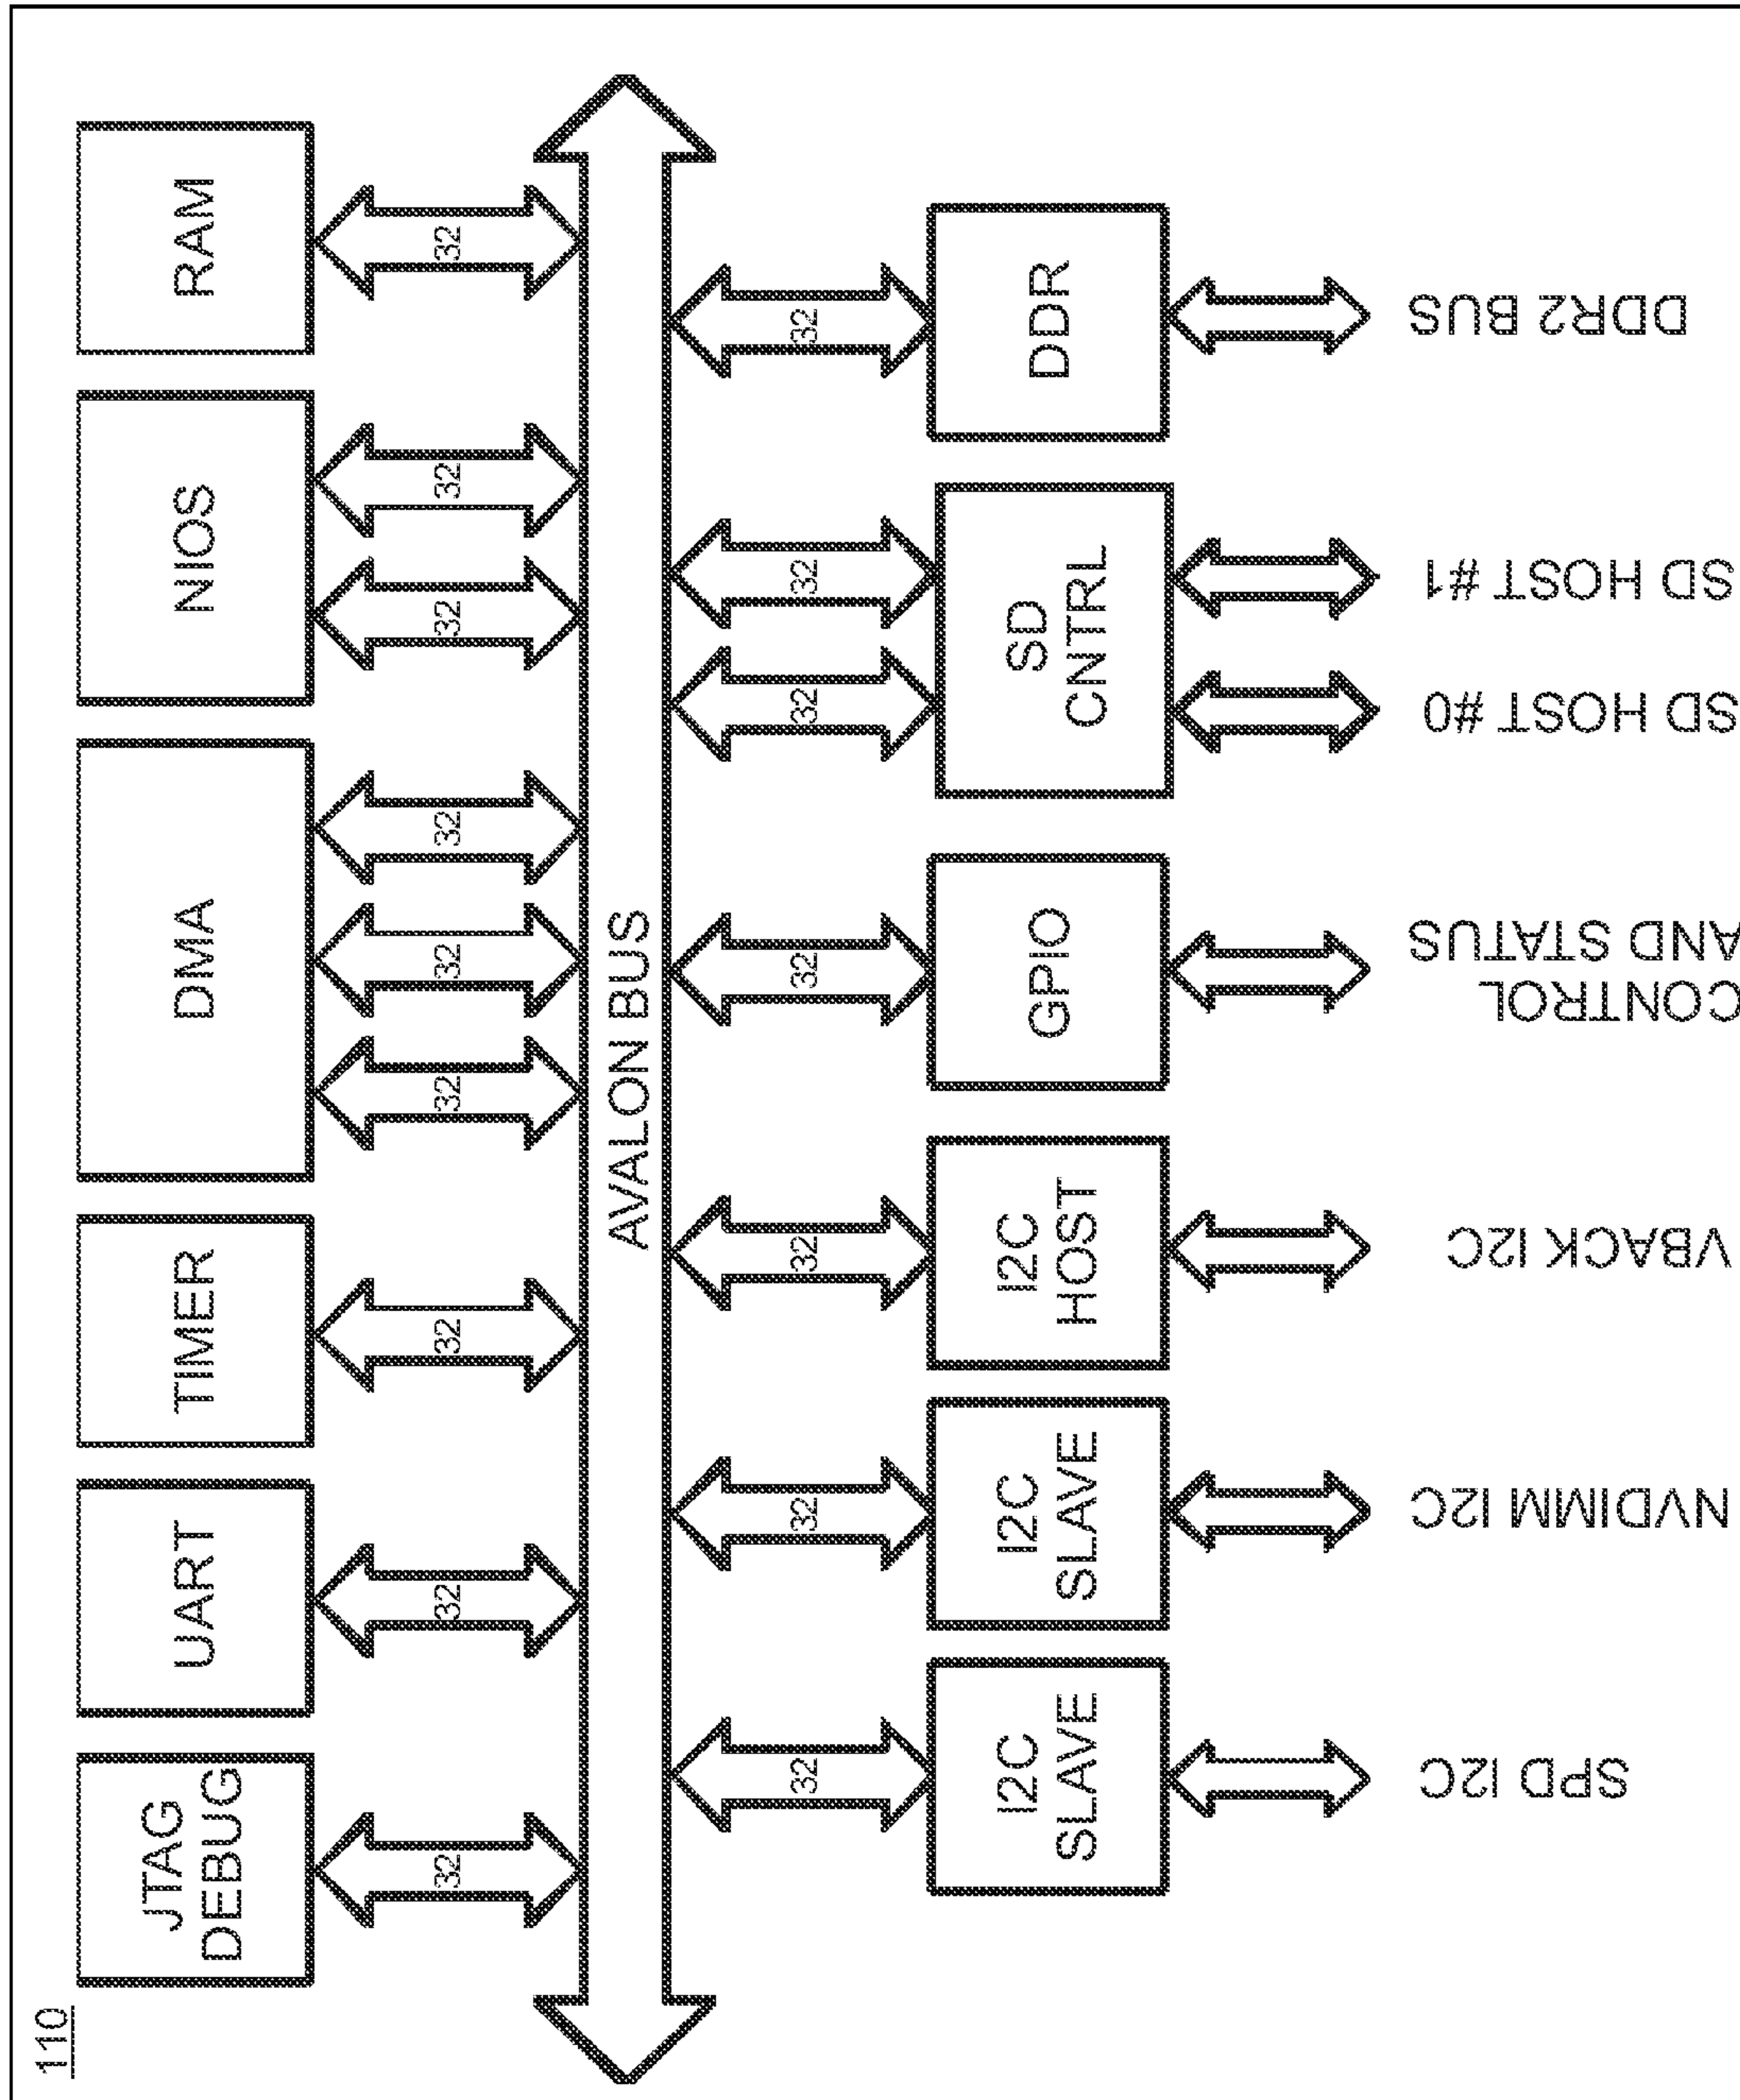 110
JTAG
DEBUG
UART
TIMER
DMA
NIOS
RAM
32
32
32
32
32
32
32
32
32
AVALON BUS
32
32
32
32
32
32
32
I2C
SLAVE
I2C
SLAVE
I2C
HOST
GPIO
SD
CNTRL
DDR
SPD I2C
NVDIMM I2C
VBACK I2C
CONTROL
AND STATUS
SD HOST #0
SD HOST #1
DDR2 BUS